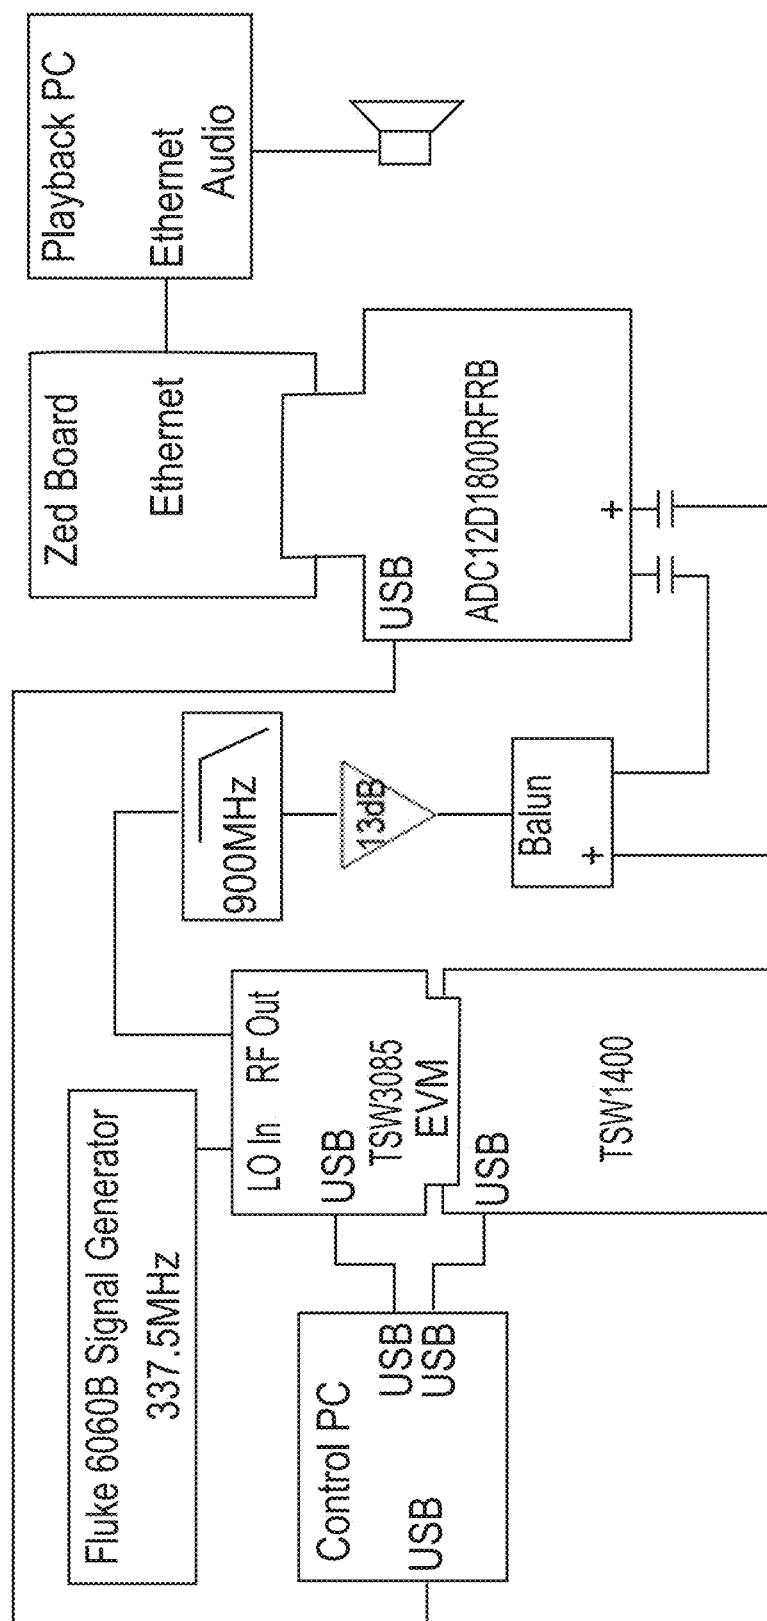 Fluke 6060B Signal Generator
337.5MHz
Control PC
USB
USB
USB
LO In
RF Out
USB
TSW3085
EVM
USB
TSW1400
900MHz
13dB
Balun
+
Zed Board
Ethernet
USB
ADC12D1800RFRB
+
Playback PC
Ethernet
Audio